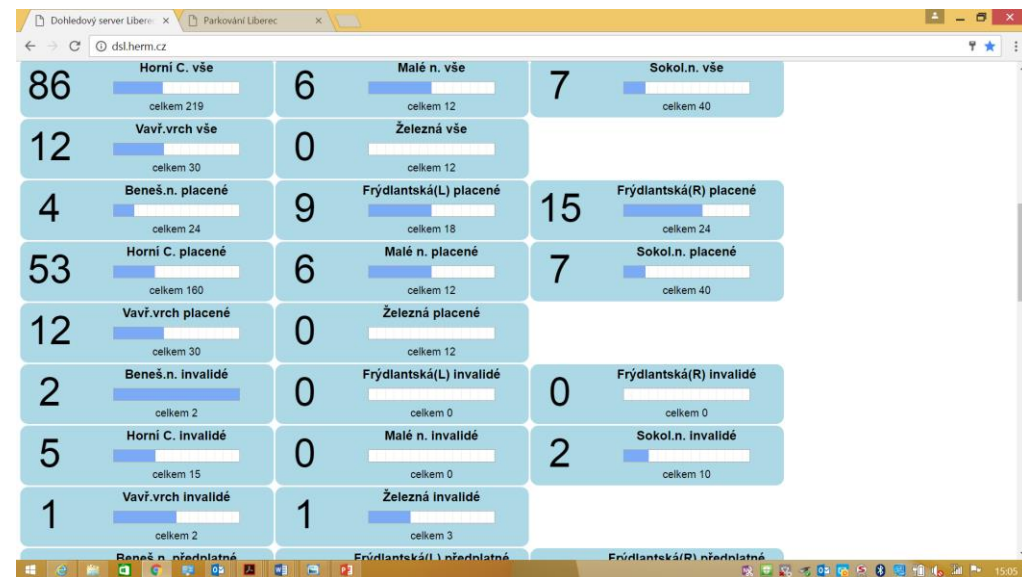 Dohledový server Libere
Parkování Liberec
dsl.herm.cz
86 Horní C. vše celkem 219
6 Malé n. vše celkem 12
7 Sokol.n. vše celkem 40
12 Vavř.vrch vše celkem 30
0 Železná vše celkem 12
4 Beneš.n. placené celkem 24
9 Frýdlantská(L) placené celkem 18
15 Frýdlantská(R) placené celkem 24
53 Horní C. placené celkem 160
6 Malé n. placené celkem 12
7 Sokol.n. placené celkem 40
12 Vavř.vrch placené celkem 30
0 Železná placené celkem 12
2 Beneš.n. invalidé celkem 2
0 Frýdlantská(L) invalidé celkem 0
0 Frýdlantská(R) invalidé celkem 0
5 Horní C. invalidé celkem 15
0 Malé n. invalidé celkem 0
2 Sokol.n. invalidé celkem 10
1 Vavř.vrch invalidé celkem 2
1 Železná invalidé celkem 3
Beneš.n. předplatné
Frýdlantská(L) předplatné
Frýdlantská(R) předplatné
15:05